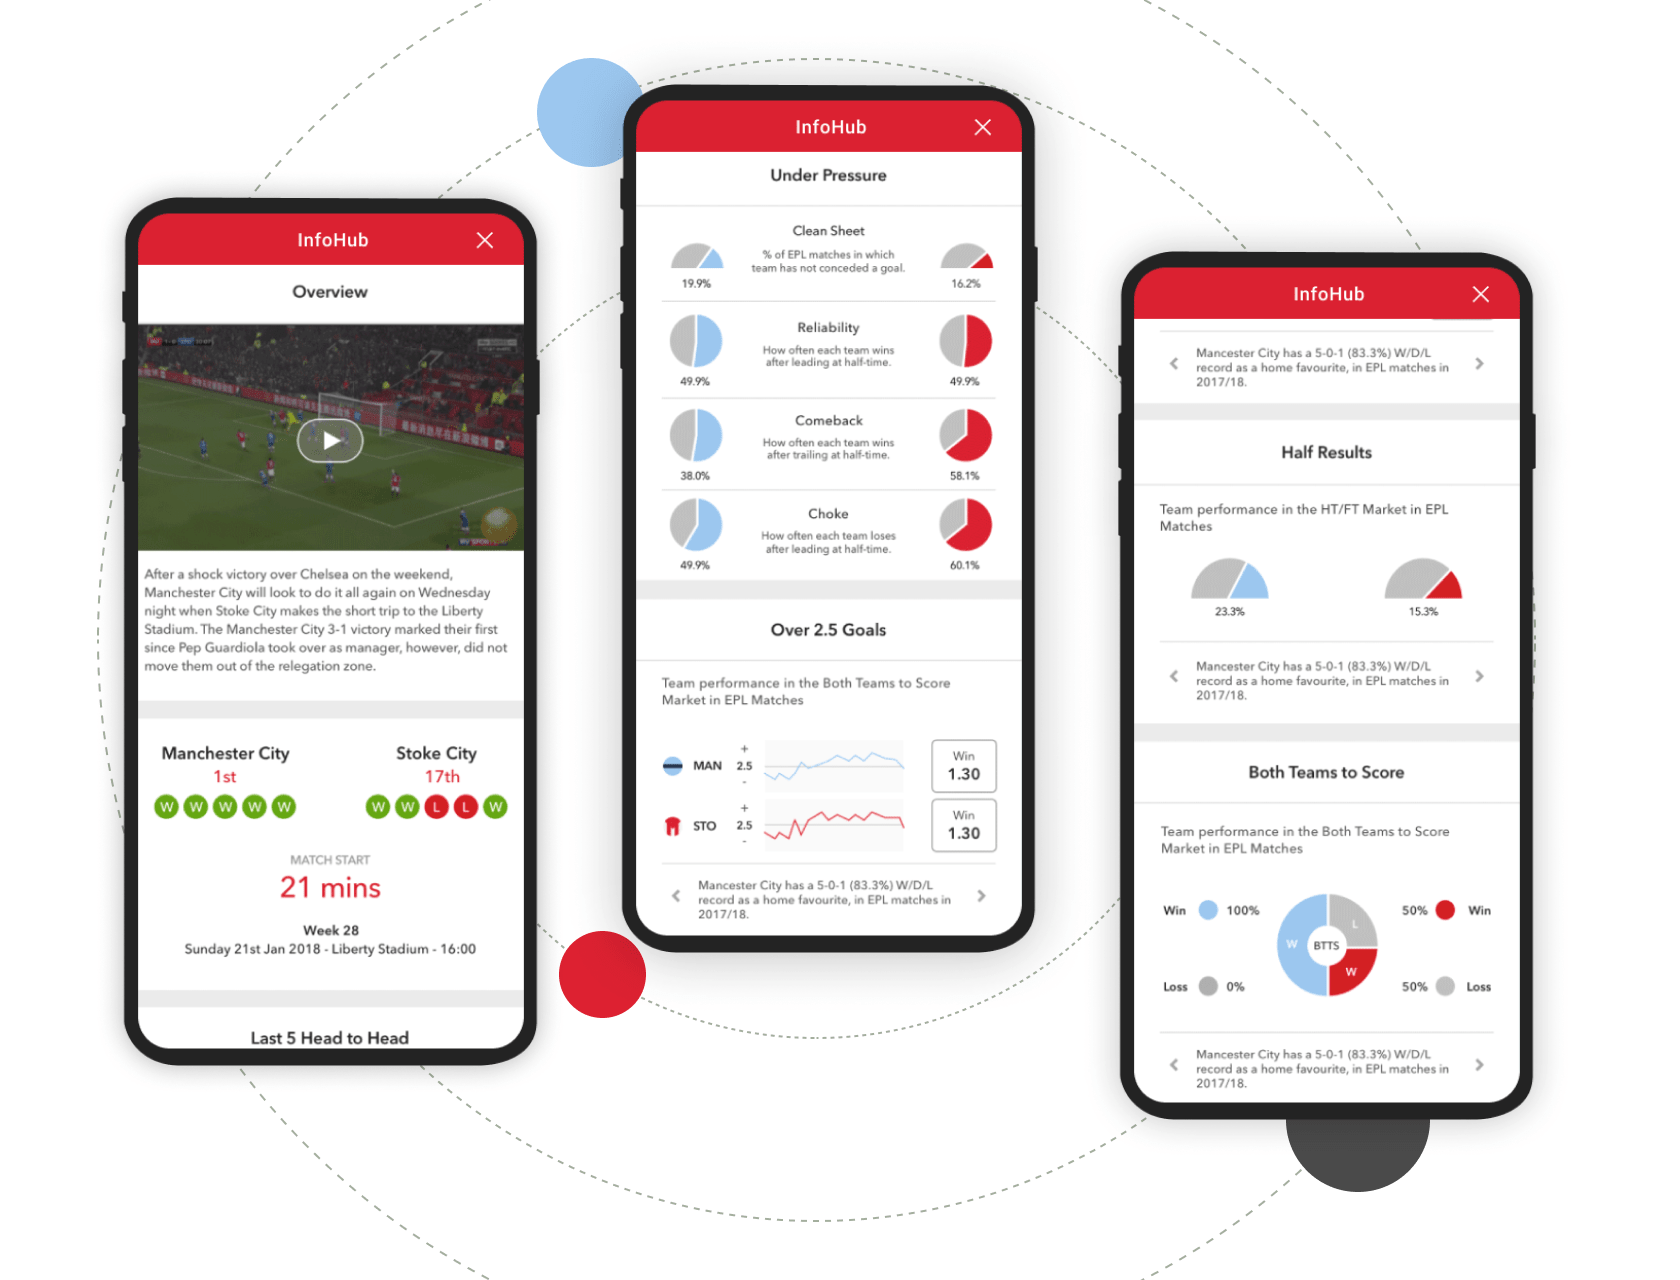 InfoHub
Overview
After a shock victory over Chelsea on the weekend,
Manchester City will look to do it all again on Wednesday
night when Stoke City makes the short trip to the Liberty
Stadium. The Manchester City 3-1 victory marked their first
since Pep Guardiola took over as manager, however, did not
move them out of the relegation zone.
Manchester City
1st
W W W W W
Stoke City
17th
W W L L W
MATCH START
21 mins
Week 28
Sunday 21st Jan 2018 - Liberty Stadium - 16:00
Last 5 Head to Head
InfoHub
Under Pressure
Clean Sheet
% of EPL matches in which
team has not conceded a goal.
19.9%
16.2%
Reliability
How often each team wins
after leading at half-time.
49.9%
49.9%
Comeback
How often each team wins
after trailing at half-time.
38.0%
58.1%
Choke
How often each team loses
after leading at half-time.
49.9%
60.1%
Over 2.5 Goals
Team performance in the Both Teams to Score
Market in EPL Matches
+
MAN 2.5
-
Win
1.30
+
STO 2.5
-
Win
1.30
Mancester City has a 5-0-1 (83.3%) W/D/L
record as a home favourite, in EPL matches in
2017/18.
InfoHub
Mancester City has a 5-0-1 (83.3%) W/D/L
record as a home favourite, in EPL matches in
2017/18.
Half Results
Team performance in the HT/FT Market in EPL
Matches
23.3%
15.3%
Mancester City has a 5-0-1 (83.3%) W/D/L
record as a home favourite, in EPL matches in
2017/18.
Both Teams to Score
Team performance in the Both Teams to Score
Market in EPL Matches
Win 100%
50% Win
L
W BTTS
W
Loss 0%
50% Loss
Mancester City has a 5-0-1 (83.3%) W/D/L
record as a home favourite, in EPL matches in
2017/18.